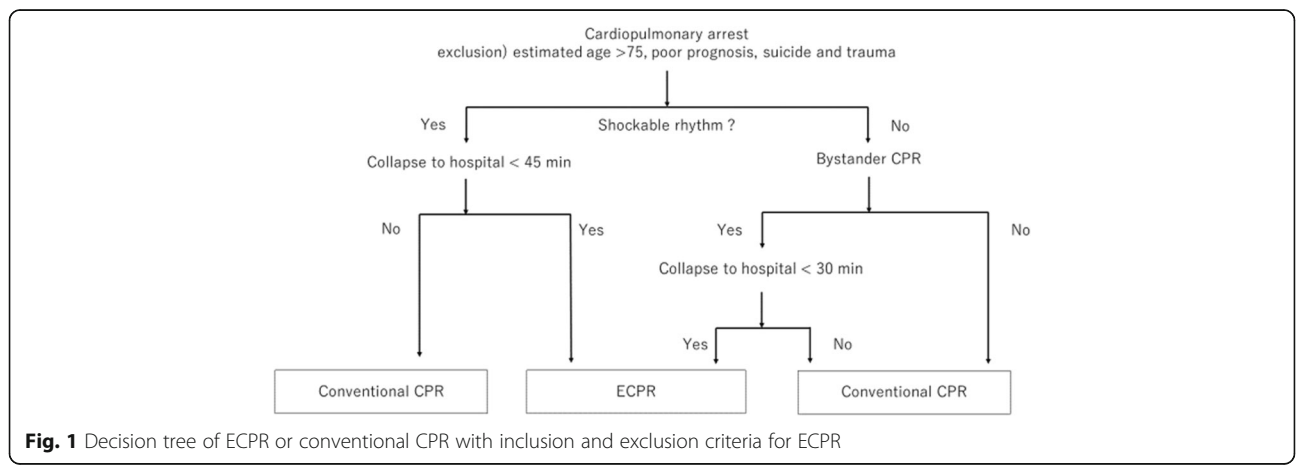 Cardiopulmonary arrest
exclusion) estimated age >75, poor prognosis, suicide and trauma
Yes
Shockable rhythm ?
No
Collapse to hospital < 45 min
Bystander CPR
No
Yes
Yes
No
Collapse to hospital < 30 min
Yes
No
Conventional CPR
ECPR
Conventional CPR
Fig. 1 Decision tree of ECPR or conventional CPR with inclusion and exclusion criteria for ECPR